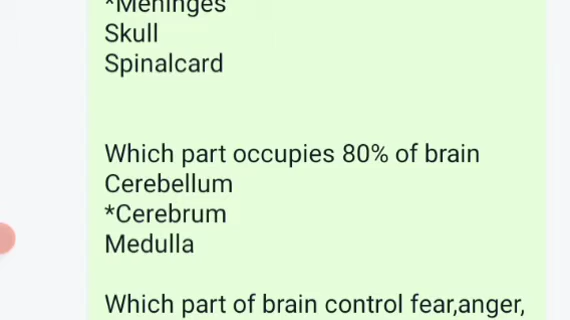 *Meninges
Skull
Spinalcard
Which part occupies 80% of brain
Cerebellum
*Cerebrum
Medulla
Which part of brain control fear,anger,